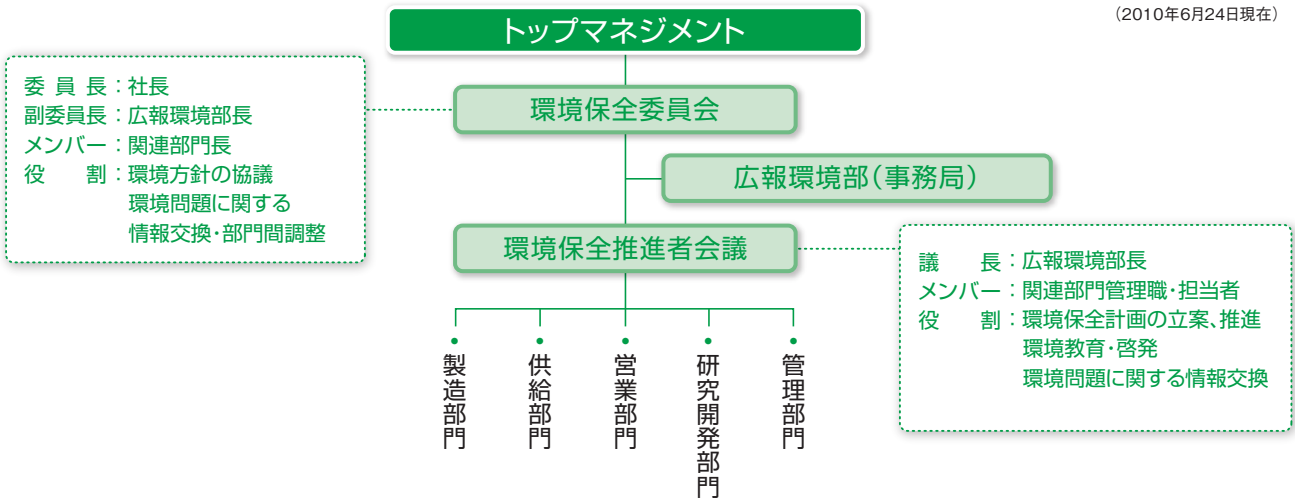 （2010年6月24日現在）
トップマネジメント
委員長：社長
副委員長：広報環境部長
メンバー：関連部門長
役　　割：環境方針の協議
環境問題に関する
情報交換・部門間調整
環境保全委員会
広報環境部（事務局）
環境保全推進者会議
議　　長：広報環境部長
メンバー：関連部門管理職・担当者
役　　割：環境保全計画の立案、推進
環境教育・啓発
環境問題に関する情報交換
製造部門
供給部門
営業部門
研究開発部門
管理部門